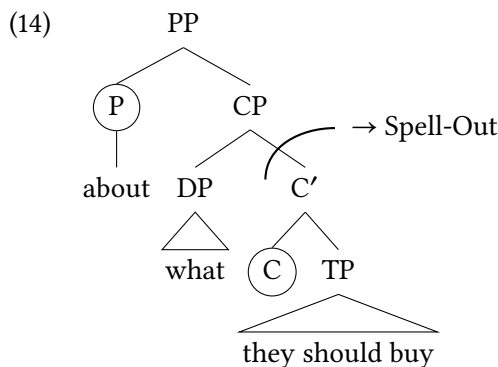 (14) PP
P CP
→ Spell-Out
about DP C′
what C TP
they should buy